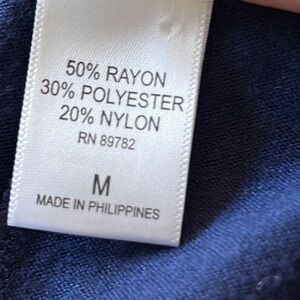 50% RAYON
30% POLYESTER
20% NYLON
RN 89782
M
MADE IN PHILIPPINES